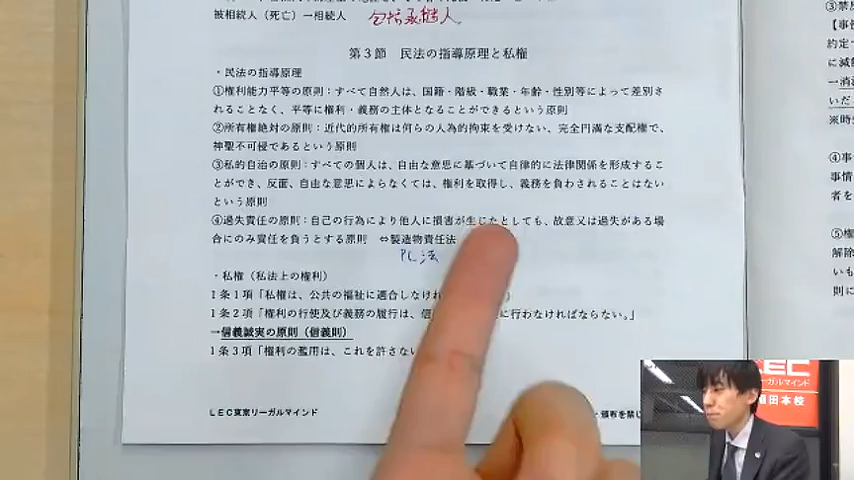 被相続人（死亡）ー相続人 包括承継人
第３節 民法の指導原理と私権
・民法の指導原理
①権利能力平等の原則：すべて自然人は、国籍・階級・職業・年齢・性別等によって差別さ
れることなく、平等に権利・義務の主体となることができるという原則
②所有権絶対の原則：近代的所有権は何らの人為的拘束を受けない、完全円満な支配権で、
神聖不可侵であるという原則
③私的自治の原則：すべての個人は、自由な意思に基づいて自律的に法律関係を形成するこ
とができ、反面、自由な意思によらなくては、権利を取得し、義務を負わされることはない
という原則
④過失責任の原則：自己の行為により他人に損害が生じたとしても、故意又は過失がある場
合にのみ責任を負うとする原則 ⇔製造物責任法
PL法
・私権（私法上の権利）
１条１項「私権は、公共の福祉に適合しなけれ
１条２項「権利の行使及び義務の履行は、信 に行わなければならない。」
→信義誠実の原則（信義則）
１条３項「権利の濫用は、これを許さない
ＬＥＣ東京リーガルマインド
・頒布を禁じ
③禁
【事
約定
に減
→消
いだ
※時
④事
事情
者を
⑤権
解除
いも
則に
LEC
ーガルマインド
田本校